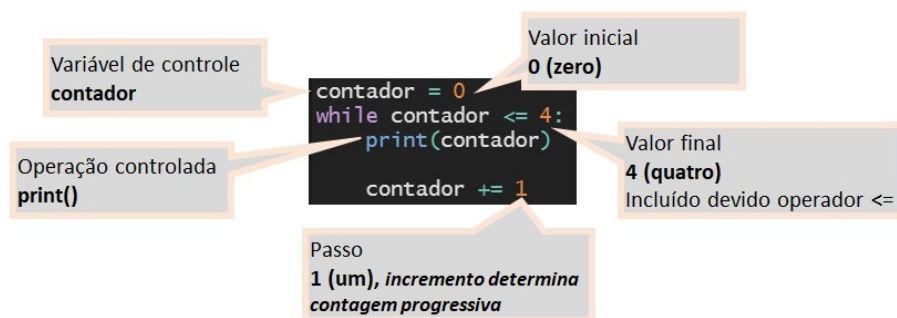 Variável de controle
contador
Valor inicial
0 (zero)
contador = 0
while contador <= 4:
print(contador)
contador += 1
Operação controlada
print()
Valor final
4 (quatro)
Incluído devido operador <=
Passo
1 (um), incremento determina
contagem progressiva